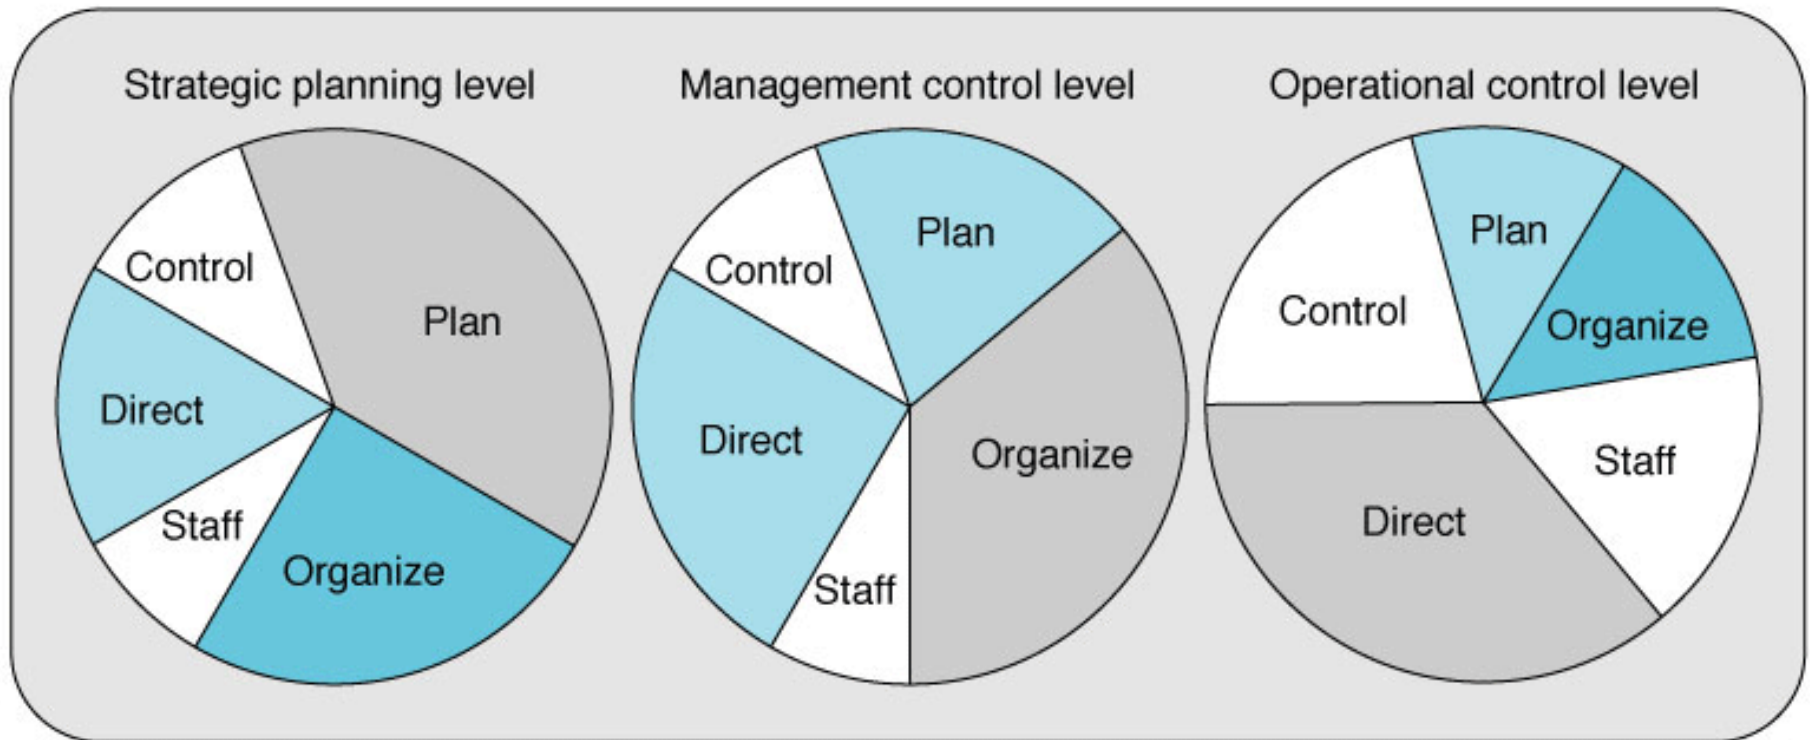 Strategic planning level
Control
Plan
Direct
Staff
Organize
Management control level
Plan
Control
Direct
Organize
Staff
Operational control level
Plan
Control
Organize
Staff
Direct